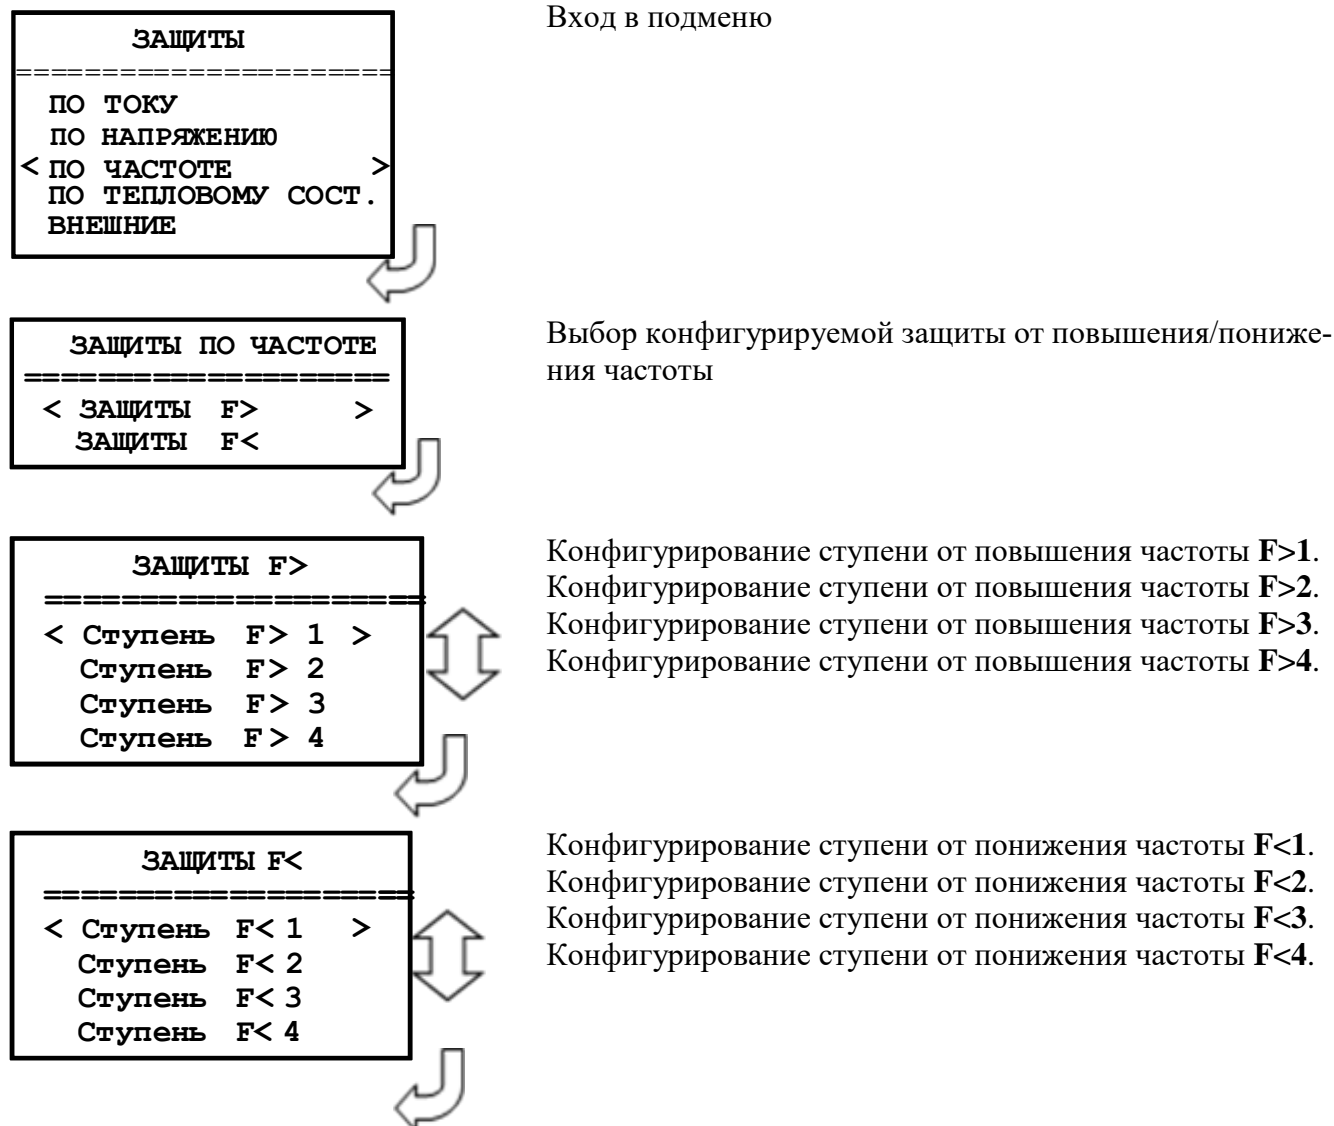 ЗАЩИТЫ
======================
ПО ТОКУ
ПО НАПРЯЖЕНИЮ
< ПО ЧАСТОТЕ >
ПО ТЕПЛОВОМУ СОСТ.
ВНЕШНИЕ
Вход в подменю
ЗАЩИТЫ ПО ЧАСТОТЕ
====================
< ЗАЩИТЫ F> >
ЗАЩИТЫ F<
Выбор конфигурируемой защиты от повышения/пониже-
ния частоты
ЗАЩИТЫ F>
====================
< Ступень F> 1 >
Ступень F> 2
Ступень F> 3
Ступень F> 4
Конфигурирование ступени от повышения частоты F>1.
Конфигурирование ступени от повышения частоты F>2.
Конфигурирование ступени от повышения частоты F>3.
Конфигурирование ступени от повышения частоты F>4.
ЗАЩИТЫ F<
====================
< Ступень F< 1 >
Ступень F< 2
Ступень F< 3
Ступень F< 4
Конфигурирование ступени от понижения частоты F<1.
Конфигурирование ступени от понижения частоты F<2.
Конфигурирование ступени от понижения частоты F<3.
Конфигурирование ступени от понижения частоты F<4.